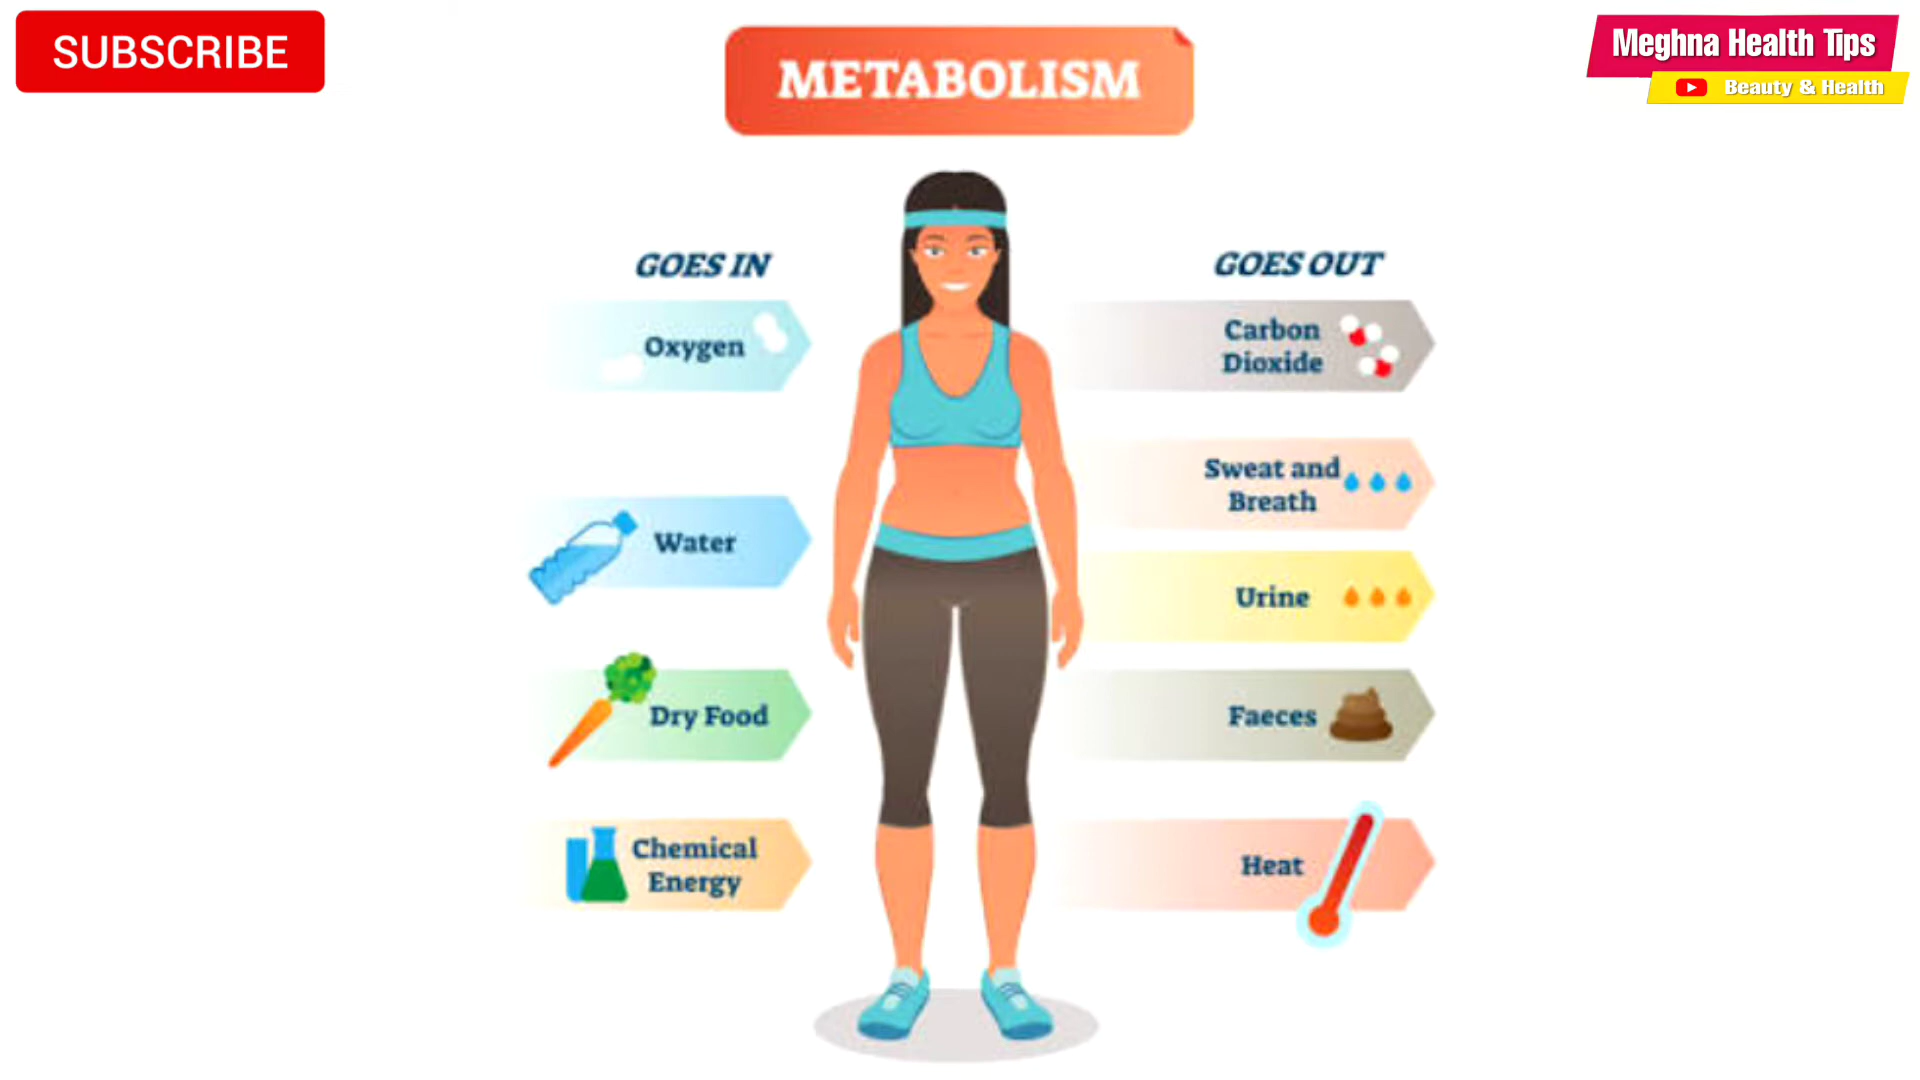 SUBSCRIBE
METABOLISM
Meghna Health Tips
Beauty & Health
GOES IN
Oxygen
Water
Dry Food
Chemical
Energy
GOES OUT
Carbon
Dioxide
Sweat and
Breath
Urine
Faeces
Heat